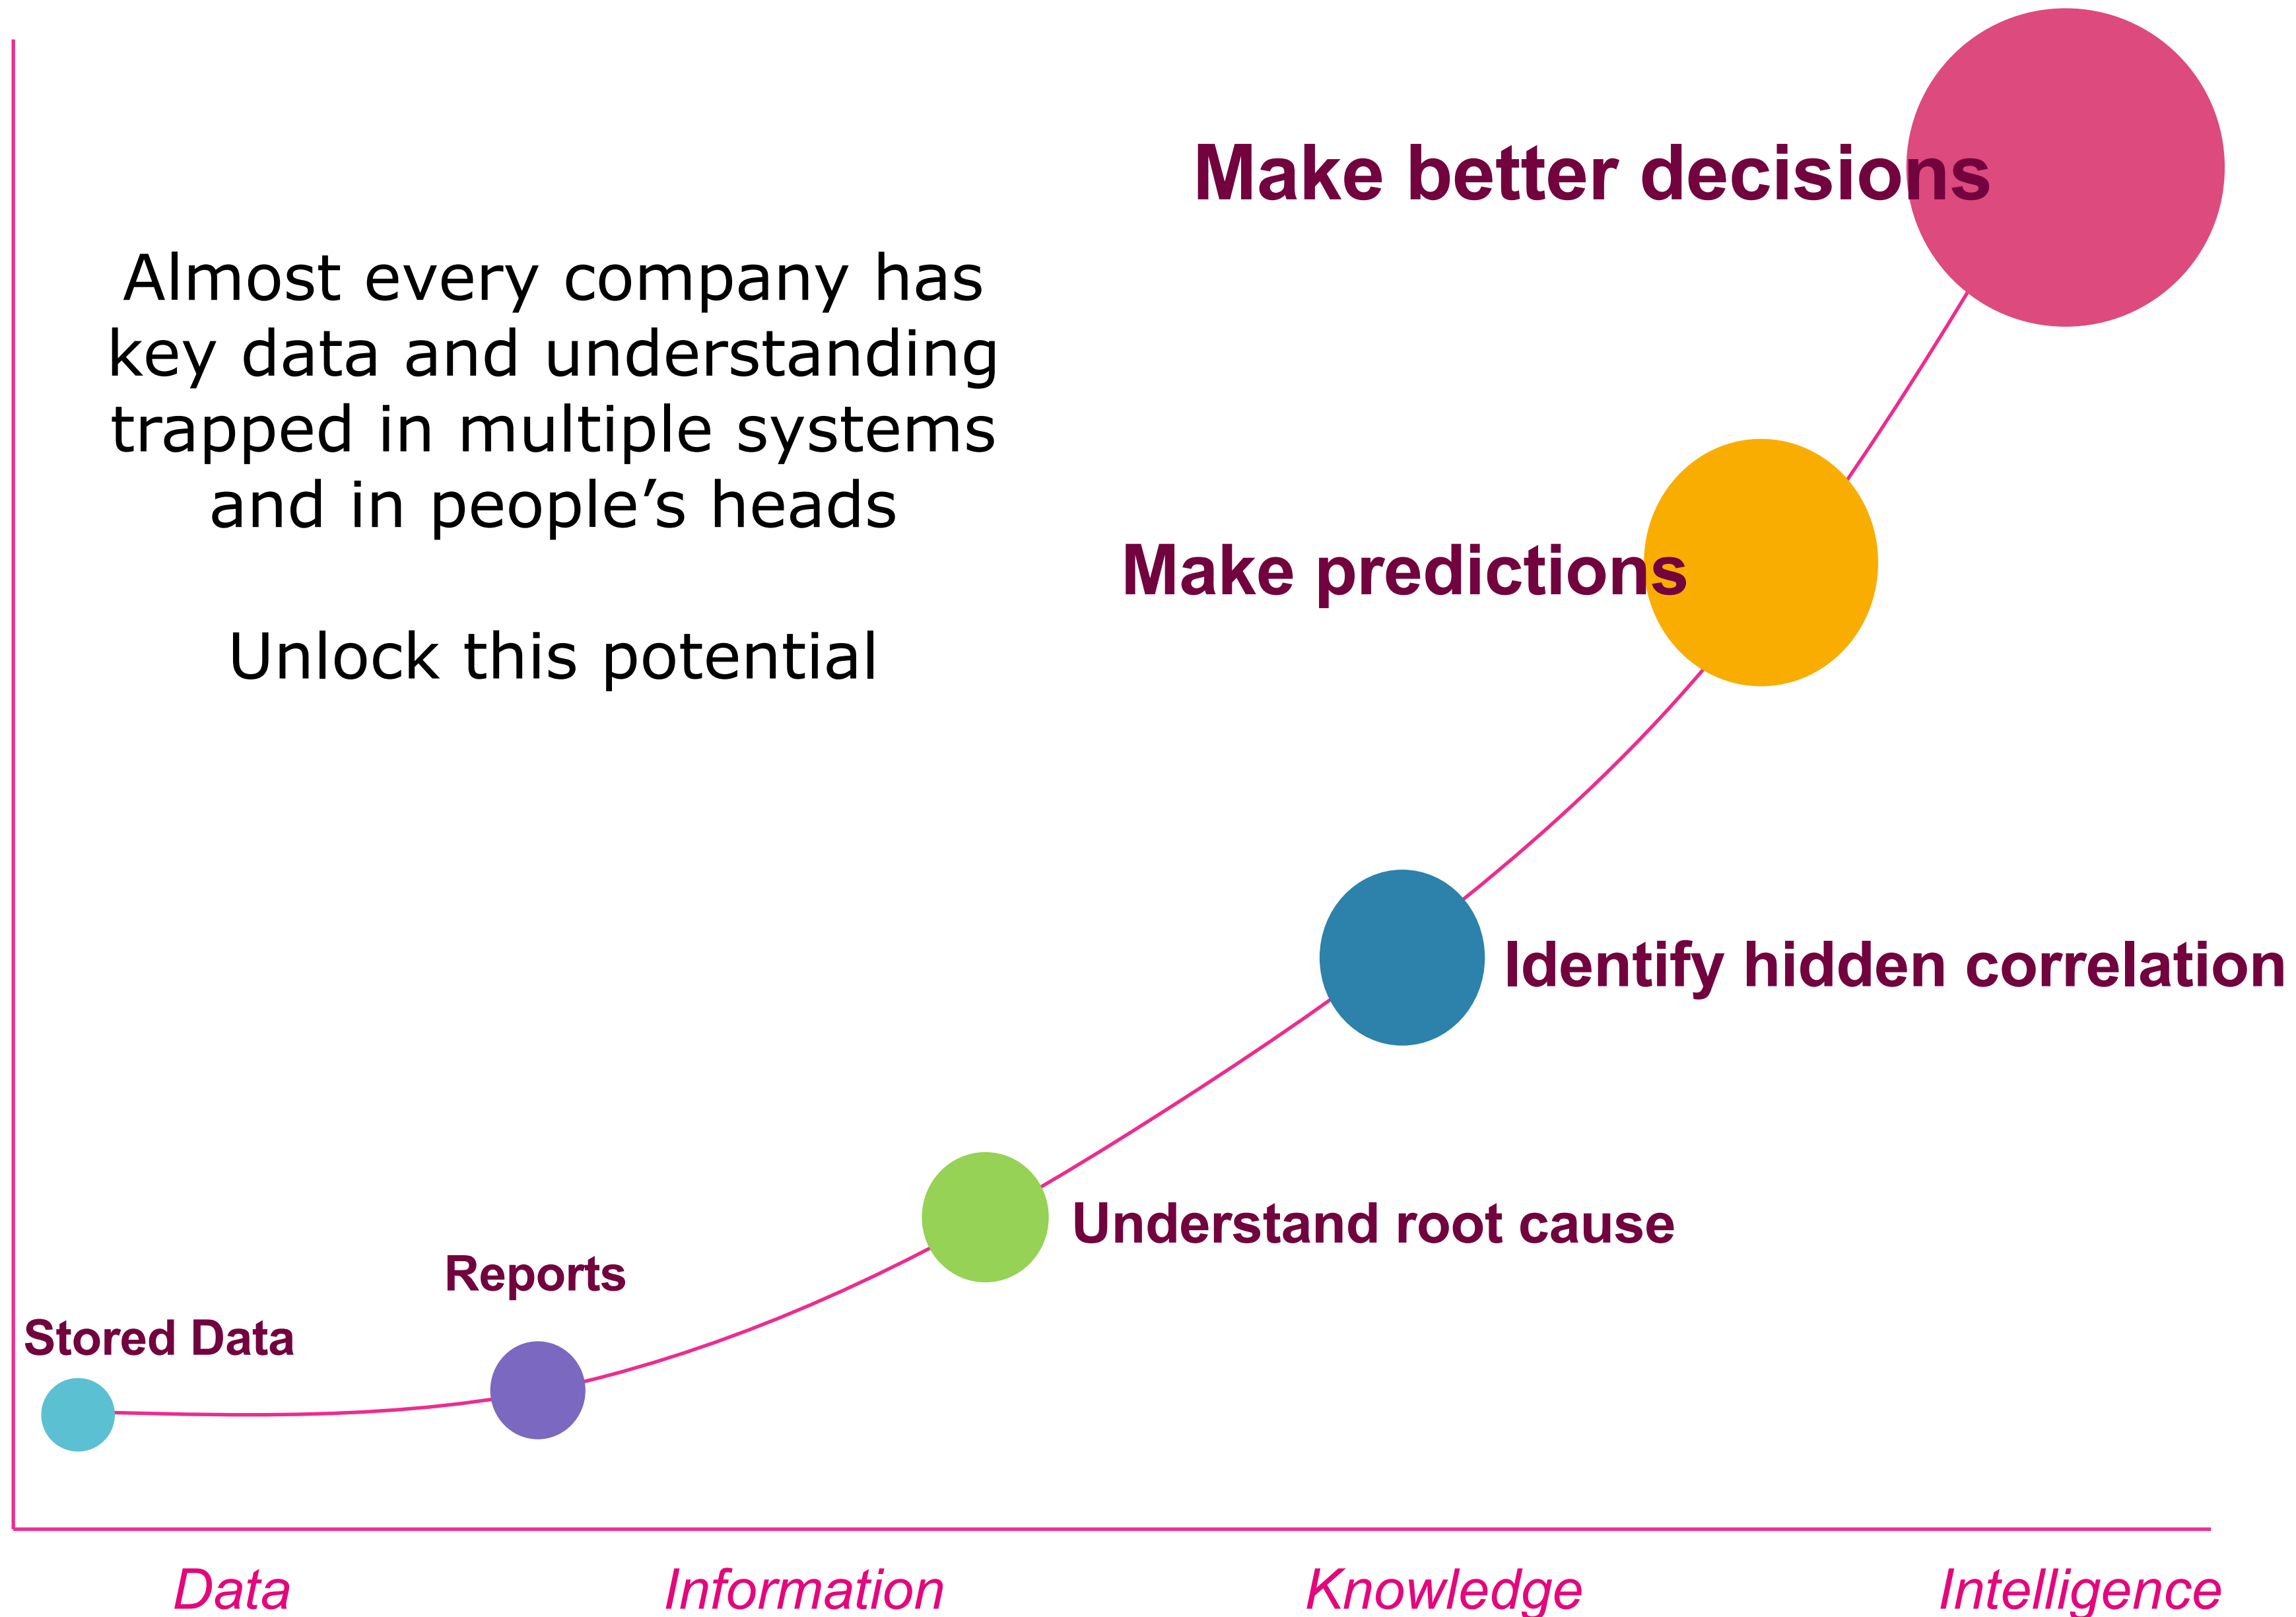 Make better decisions
Almost every company has
key data and understanding
trapped in multiple systems
and in people’s heads
Unlock this potential
Make predictions
Identify hidden correlation
Understand root cause
Reports
Stored Data
Data
Information
Knowledge
Intelligence